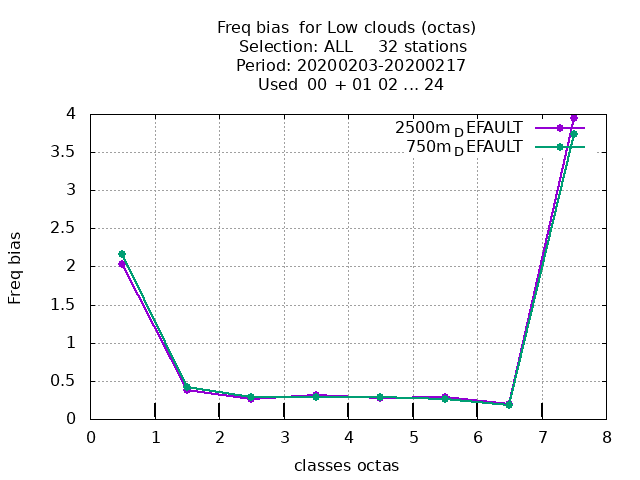 Freq bias  for Low clouds (octas)
Selection: ALL     32 stations
Period: 20200203-20200217
Used  00  + 01 02 ... 24
2500m_DEFAULT
750m_DEFAULT
Freq bias
4
3.5
3
2.5
2
1.5
1
0.5
0
0 1 2 3 4 5 6 7 8
classes octas